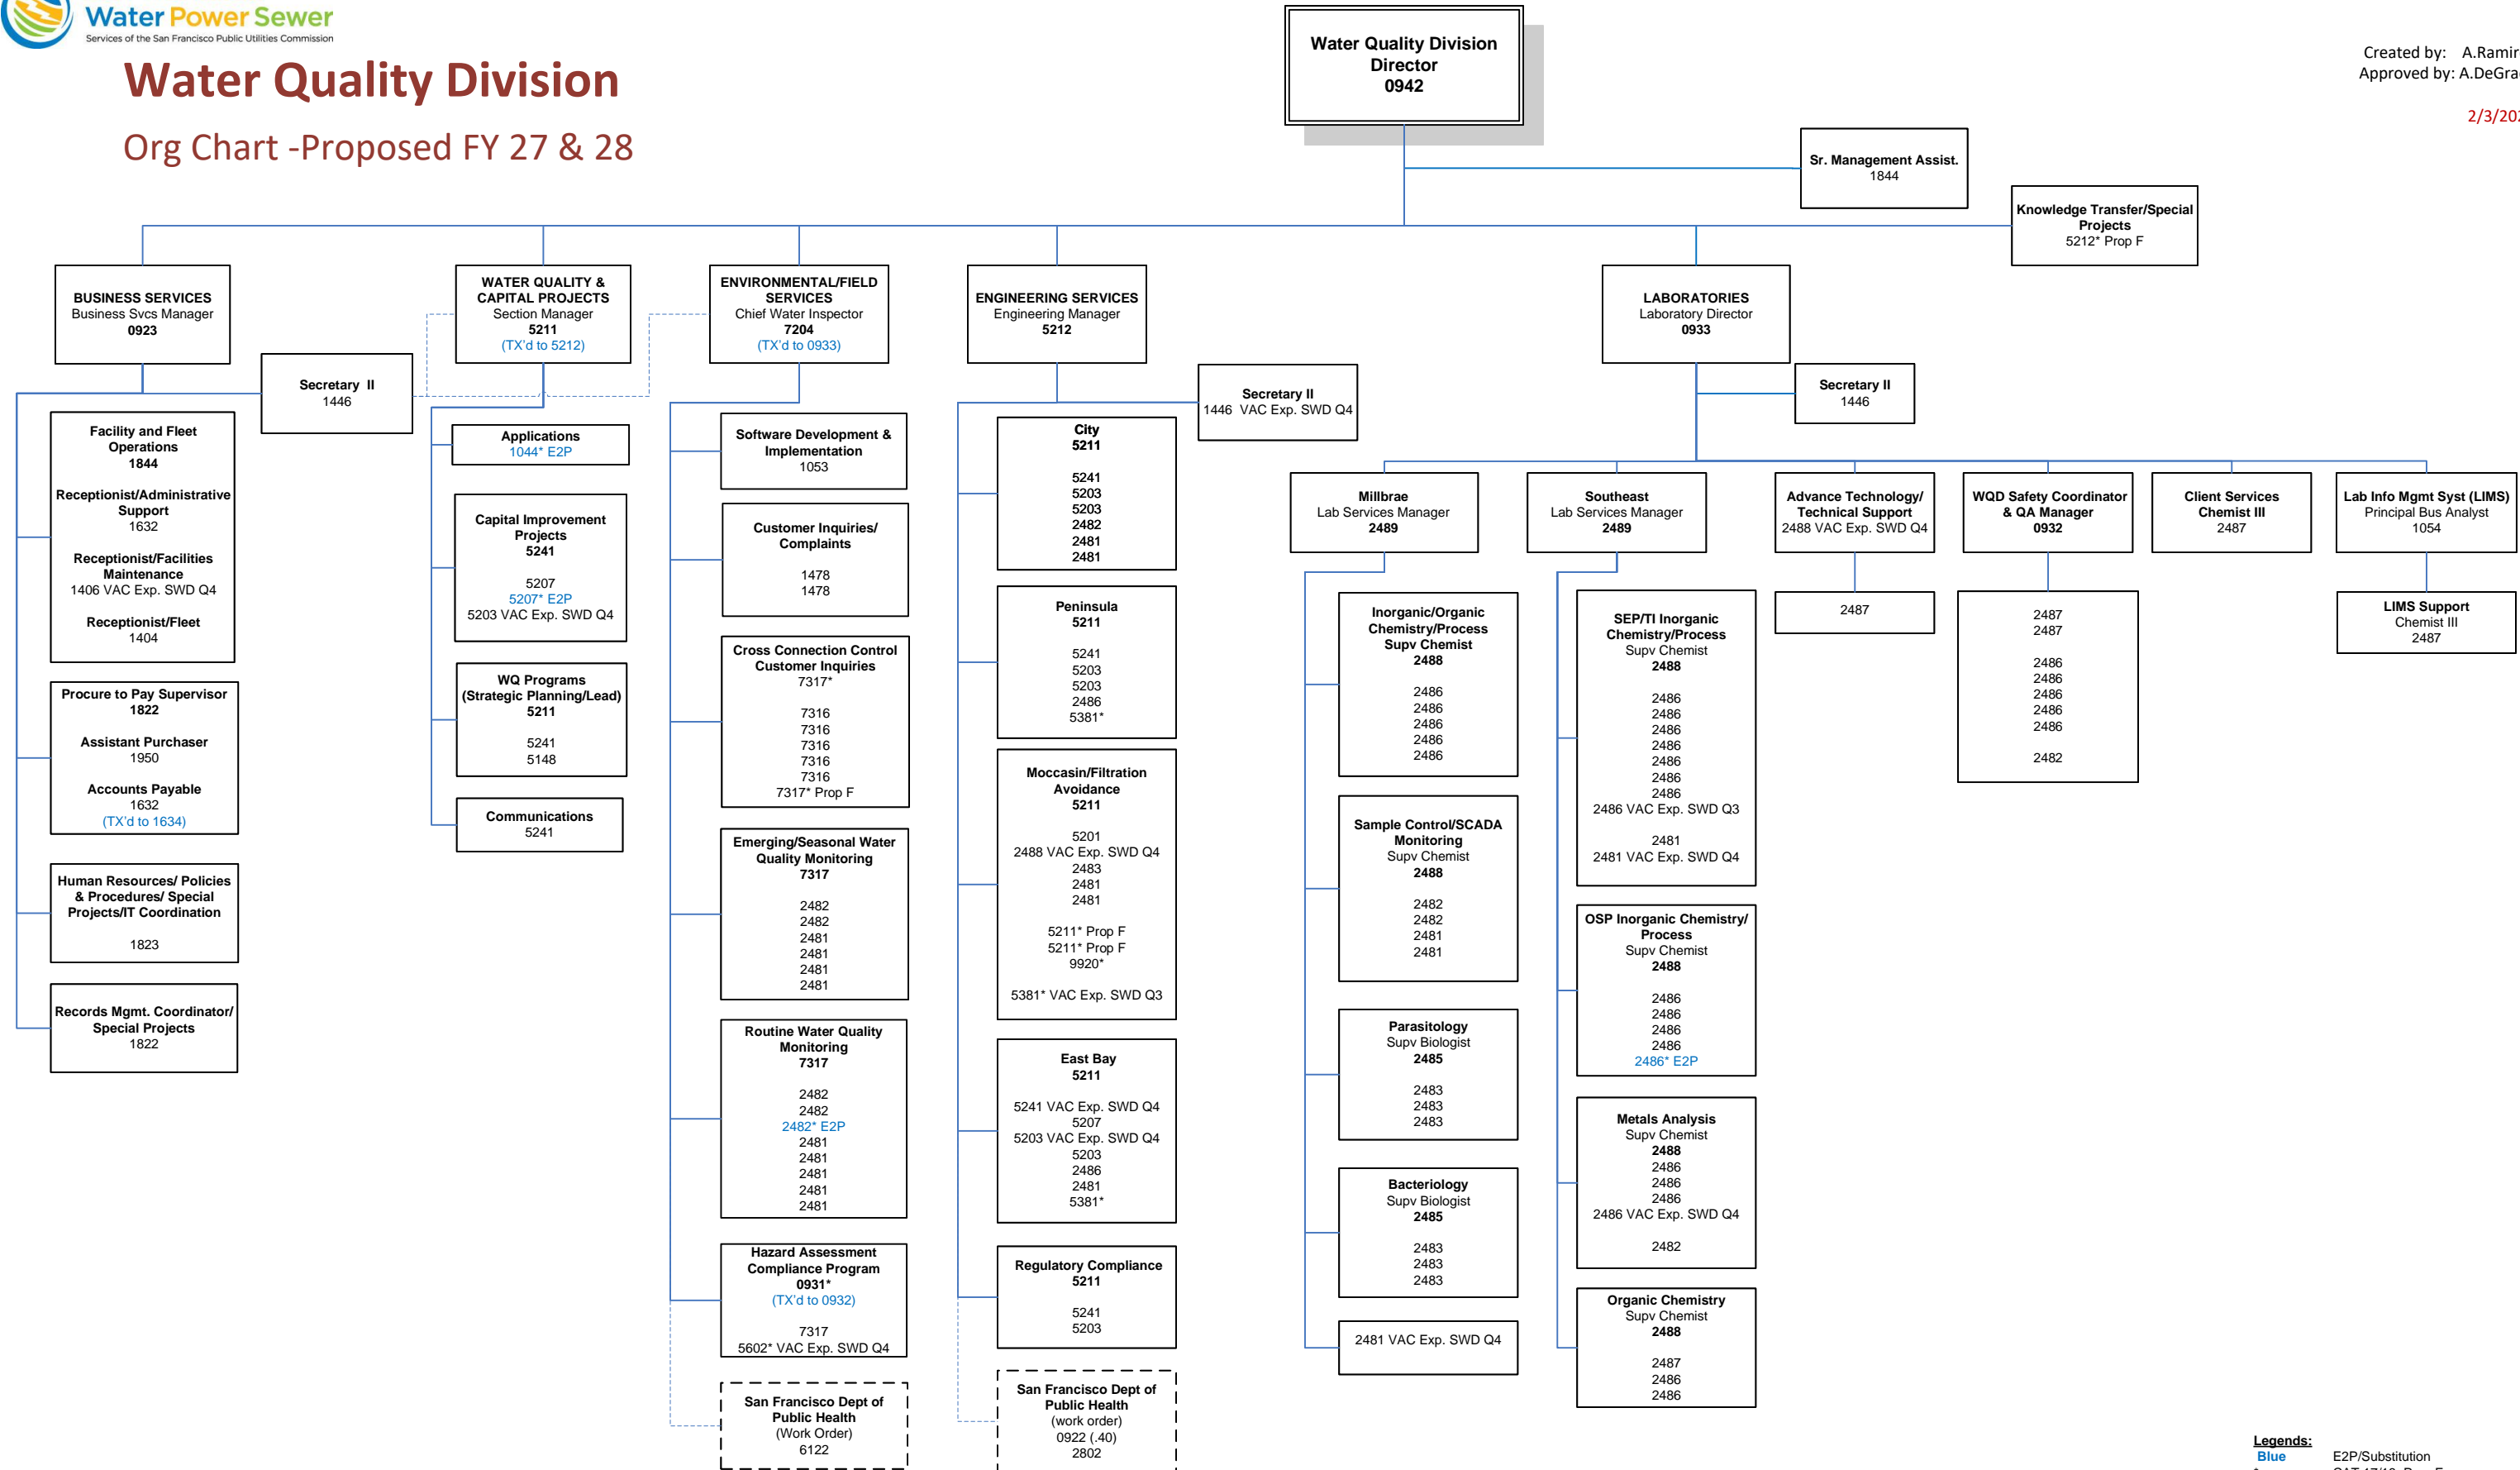 Water Power Sewer
Services of the San Francisco Public Utilities Commission
Water Quality Division
Org Chart -Proposed FY 27 & 28
Created by: A.Ramir
Approved by: A.DeGra
2/3/202
Water Quality Division
Director
0942
Sr. Management Assist.
1844
Knowledge Transfer/Special
Projects
5212* Prop F
BUSINESS SERVICES
Business Svcs Manager
0923
WATER QUALITY &
CAPITAL PROJECTS
Section Manager
5211
(TX'd to 5212)
ENVIRONMENTAL/FIELD
SERVICES
Chief Water Inspector
7204
(TX'd to 0933)
ENGINEERING SERVICES
Engineering Manager
5212
LABORATORIES
Laboratory Director
0933
Secretary II
1446
Secretary II
1446 VAC Exp. SWD Q4
Secretary II
1446
Facility and Fleet
Operations
1844
Receptionist/Administrative
Support
1632
Receptionist/Facilities
Maintenance
1406 VAC Exp. SWD Q4
Receptionist/Fleet
1404
Procure to Pay Supervisor
1822
Assistant Purchaser
1950
Accounts Payable
1632
(TX'd to 1634)
Human Resources/ Policies
& Procedures/ Special
Projects/IT Coordination
1823
Records Mgmt. Coordinator/
Special Projects
1822
Applications
1044* E2P
Capital Improvement
Projects
5241
5207
5207* E2P
5203 VAC Exp. SWD Q4
WQ Programs
(Strategic Planning/Lead)
5211
5241
5148
Communications
5241
Software Development &
Implementation
1053
Customer Inquiries/
Complaints
1478
1478
Cross Connection Control
Customer Inquiries
7317*
7316
7316
7316
7316
7316
7317* Prop F
Emerging/Seasonal Water
Quality Monitoring
7317
2482
2482
2481
2481
2481
2481
Routine Water Quality
Monitoring
7317
2482
2482
2482* E2P
2481
2481
2481
2481
2481
Hazard Assessment
Compliance Program
0931*
(TX'd to 0932)
7317
5602* VAC Exp. SWD Q4
San Francisco Dept of
Public Health
(Work Order)
6122
City
5211
5241
5203
5203
2482
2481
2481
Peninsula
5211
5241
5203
5203
2486
5381*
Moccasin/Filtration
Avoidance
5211
5201
2488 VAC Exp. SWD Q4
2483
2481
2481
5211* Prop F
5211* Prop F
9920*
5381* VAC Exp. SWD Q3
East Bay
5211
5241 VAC Exp. SWD Q4
5207
5203 VAC Exp. SWD Q4
5203
2486
2481
5381*
Regulatory Compliance
5211
5241
5203
San Francisco Dept of
Public Health
(work order)
0922 (.40)
2802
Millbrae
Lab Services Manager
2489
Southeast
Lab Services Manager
2489
Advance Technology/
Technical Support
2488 VAC Exp. SWD Q4
WQD Safety Coordinator
& QA Manager
0932
Client Services
Chemist III
2487
Lab Info Mgmt Syst (LIMS)
Principal Bus Analyst
1054
Inorganic/Organic
Chemistry/Process
Supv Chemist
2488
2486
2486
2486
2486
2486
Sample Control/SCADA
Monitoring
Supv Chemist
2488
2482
2482
2481
2481
Parasitology
Supv Biologist
2485
2483
2483
2483
Bacteriology
Supv Biologist
2485
2483
2483
2483
2481 VAC Exp. SWD Q4
SEP/TI Inorganic
Chemistry/Process
Supv Chemist
2488
2486
2486
2486
2486
2486
2486
2486
2486 VAC Exp. SWD Q3
2481
2481 VAC Exp. SWD Q4
OSP Inorganic Chemistry/
Process
Supv Chemist
2488
2486
2486
2486
2486
2486* E2P
Metals Analysis
Supv Chemist
2488
2486
2486
2486
2486 VAC Exp. SWD Q4
2482
Organic Chemistry
Supv Chemist
2488
2487
2486
2486
2487
2487
2487
2486
2486
2486
2486
2486
2482
LIMS Support
Chemist III
2487
Legends:
Blue E2P/Substitution